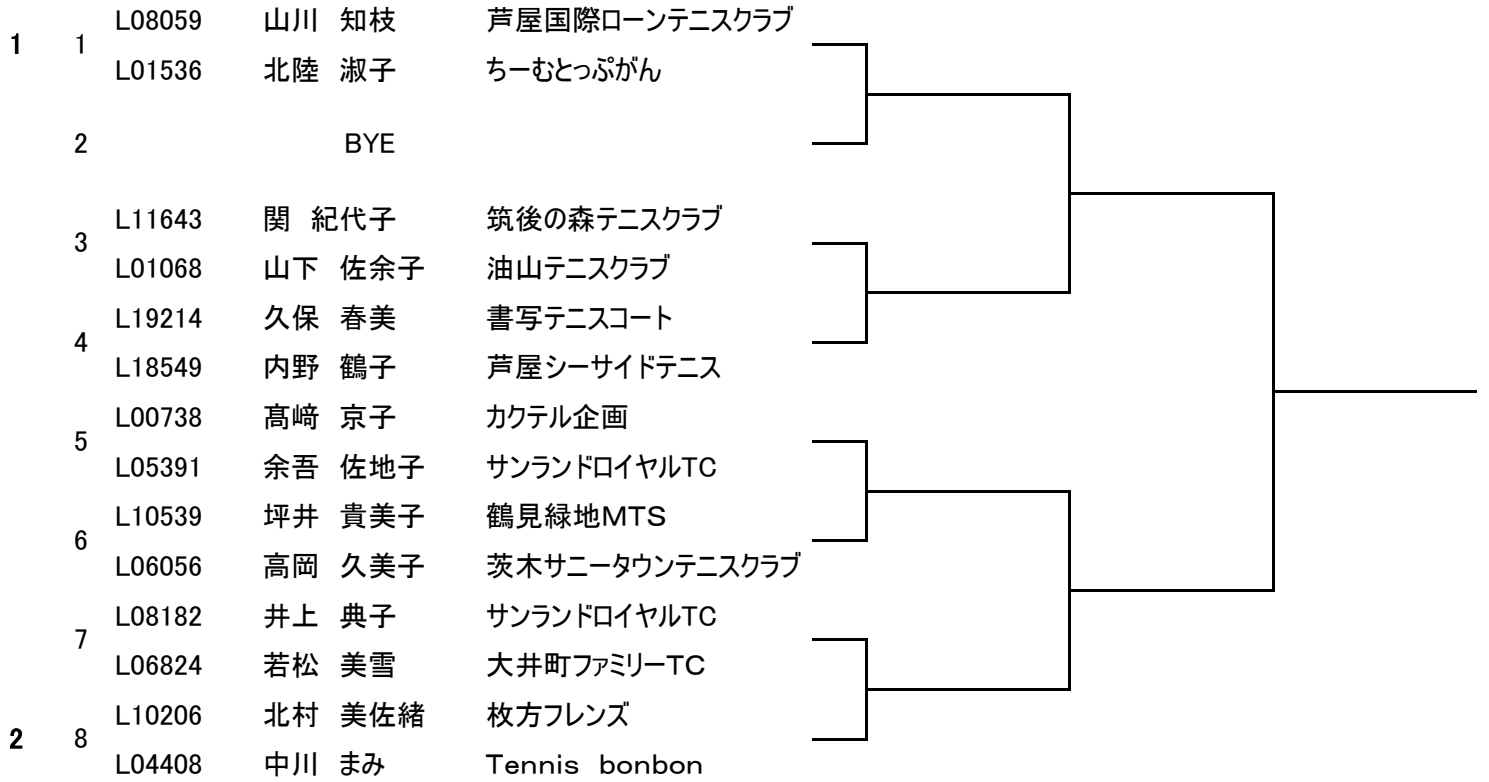 L08059 山川 知枝 芦屋国際ローンテニスクラブ
1 1
L01536 北陸 淑子 ちーむとっぷがん
2 BYE
L11643 関 紀代子 筑後の森テニスクラブ
3
L01068 山下 佐余子 油山テニスクラブ
L19214 久保 春美 書写テニスコート
4
L18549 内野 鶴子 芦屋シーサイドテニス
L00738 髙﨑 京子 カクテル企画
5
L05391 余吾 佐地子 サンランドロイヤルTC
L10539 坪井 貴美子 鶴見緑地MTS
6
L06056 高岡 久美子 茨木サニータウンテニスクラブ
L08182 井上 典子 サンランドロイヤルTC
7
L06824 若松 美雪 大井町ファミリーTC
L10206 北村 美佐緒 枚方フレンズ
2 8
L04408 中川 まみ Tennis bonbon